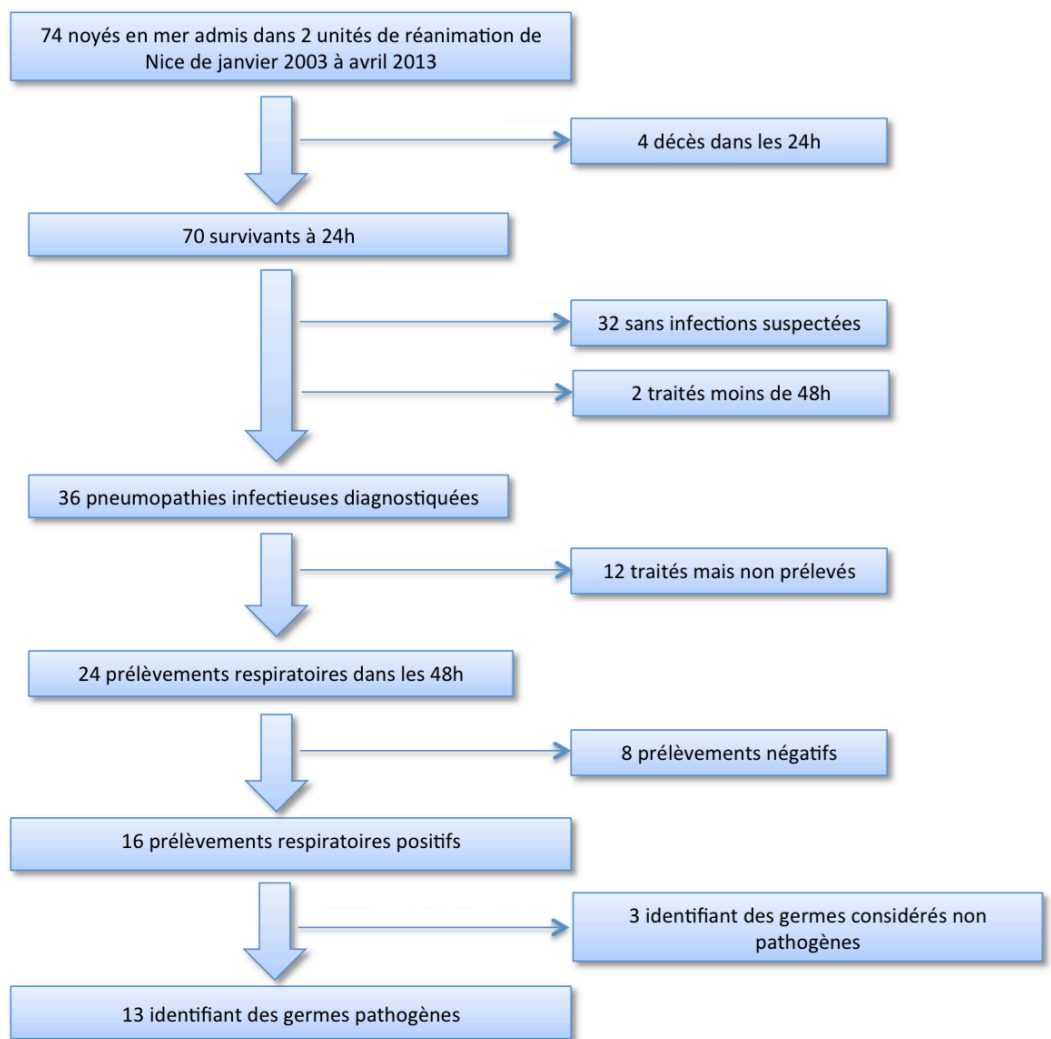 74 noyés en mer admis dans 2 unités de réanimation de
Nice de janvier 2003 à avril 2013
4 décès dans les 24h
70 survivants à 24h
32 sans infections suspectées
2 traités moins de 48h
36 pneumopathies infectieuses diagnostiquées
12 traités mais non prélevés
24 prélèvements respiratoires dans les 48h
8 prélèvements négatifs
16 prélèvements respiratoires positifs
3 identifiant des germes considérés non
pathogènes
13 identifiant des germes pathogènes